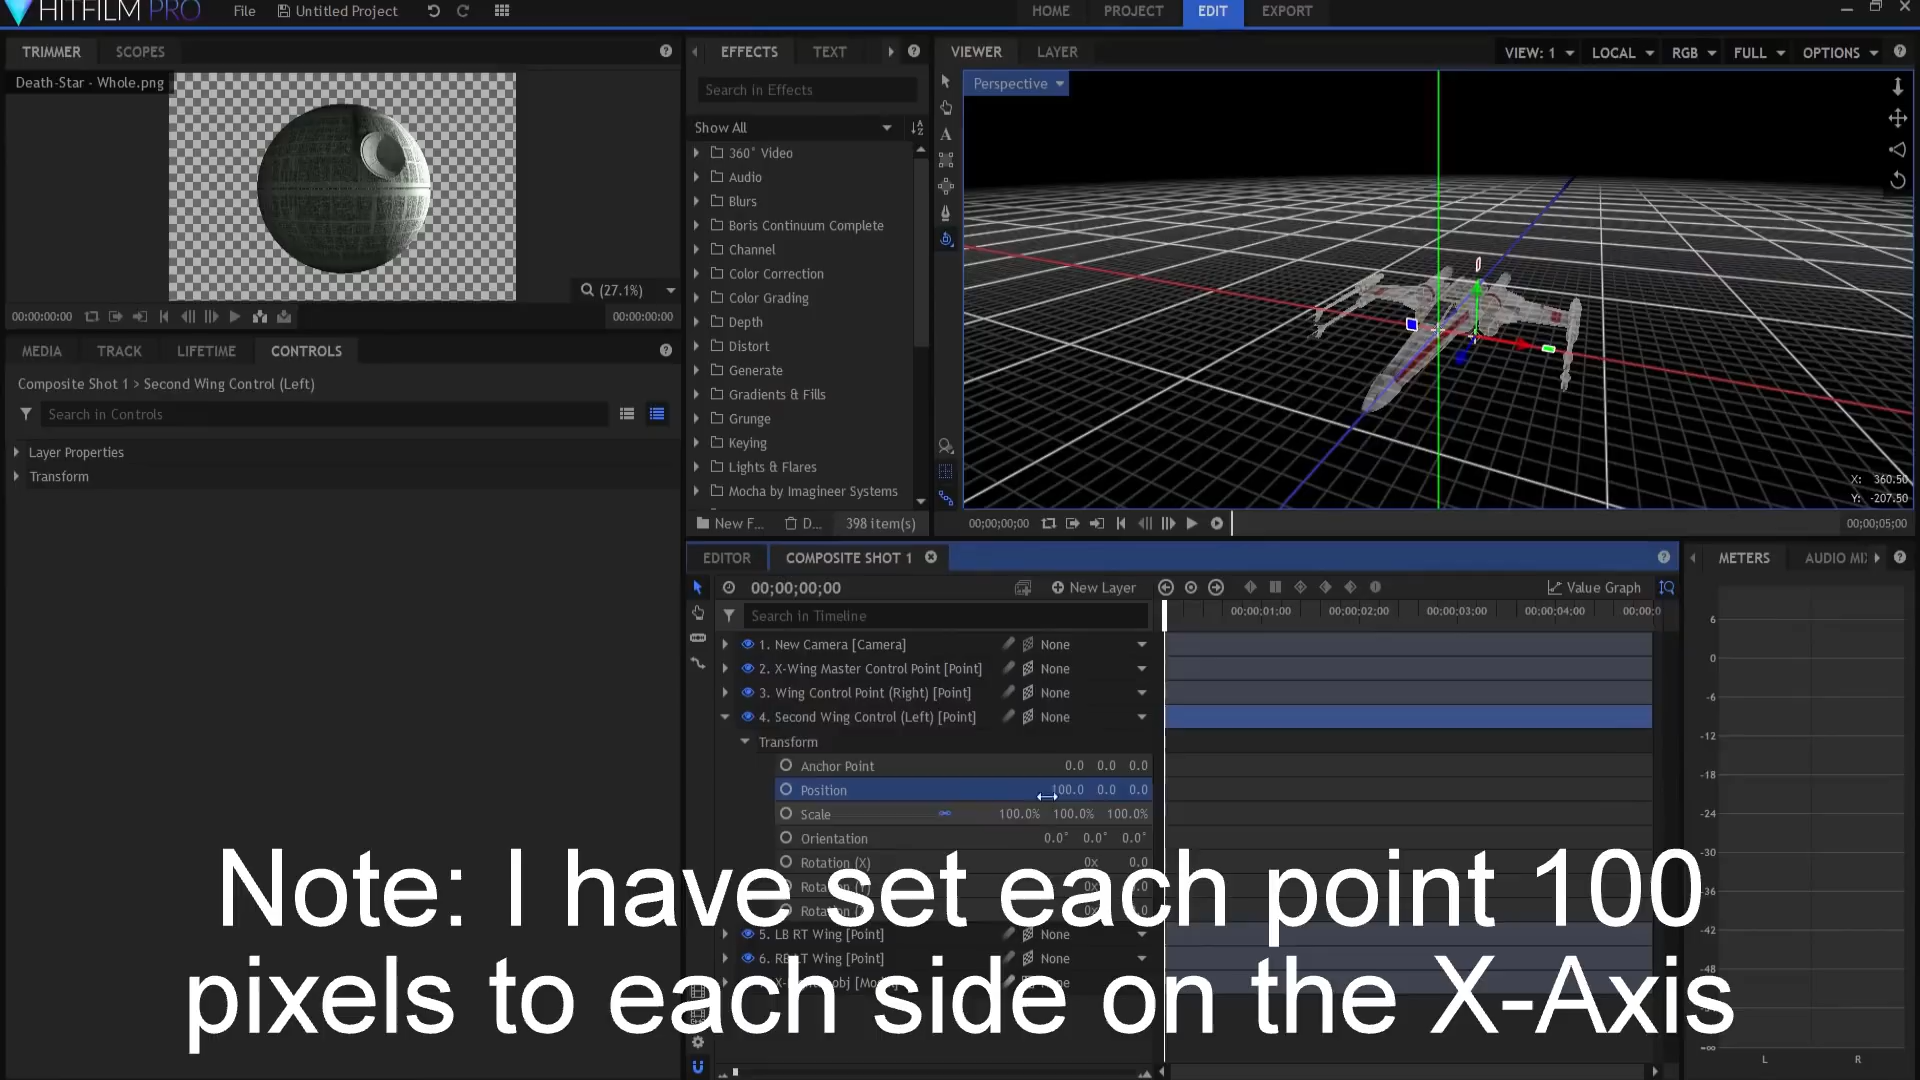 HITFILM PRO
File
Untitled Project
HOME
PROJECT
EDIT
EXPORT
TRIMMER
SCOPES
Death-Star - Whole.png
(27.1%)
00:00:00:00
00:00:00:00
MEDIA
TRACK
LIFETIME
CONTROLS
Composite Shot 1 > Second Wing Control (Left)
Search in Controls
Layer Properties
Transform
EFFECTS
TEXT
Search in Effects
Show All
360° Video
Audio
Blurs
Boris Continuum Complete
Channel
Color Correction
Color Grading
Depth
Distort
Generate
Gradients & Fills
Grunge
Keying
Lights & Flares
Mocha by Imagineer Systems
New F...
D...
398 item(s)
VIEWER
LAYER
VIEW: 1
LOCAL
RGB
FULL
OPTIONS
Perspective
X: 360.50
Y: -207.50
00;00;00;00
00;00;05;00
EDITOR
COMPOSITE SHOT 1
00;00;00;00
New Layer
Value Graph
Search in Timeline
00;00;01;00
00;00;02;00
00;00;03;00
00;00;04;00
00;00;0
1. New Camera [Camera] None
2. X-Wing Master Control Point [Point] None
3. Wing Control Point (Right) [Point] None
4. Second Wing Control (Left) [Point] None
Transform
Anchor Point 0.0 0.0 0.0
Position 100.0 0.0 0.0
Scale 100.0% 100.0% 100.0%
Orientation 0.0° 0.0° 0.0°
Rotation (X) 0x 0.0
5. LB RT Wing [Point] None
METERS
AUDIO MI
6
0
-6
-12
-18
-24
-30
-36
-42
-48
-∞
L
R
Note: I have set each point 100
pixels to each side on the X-Axis